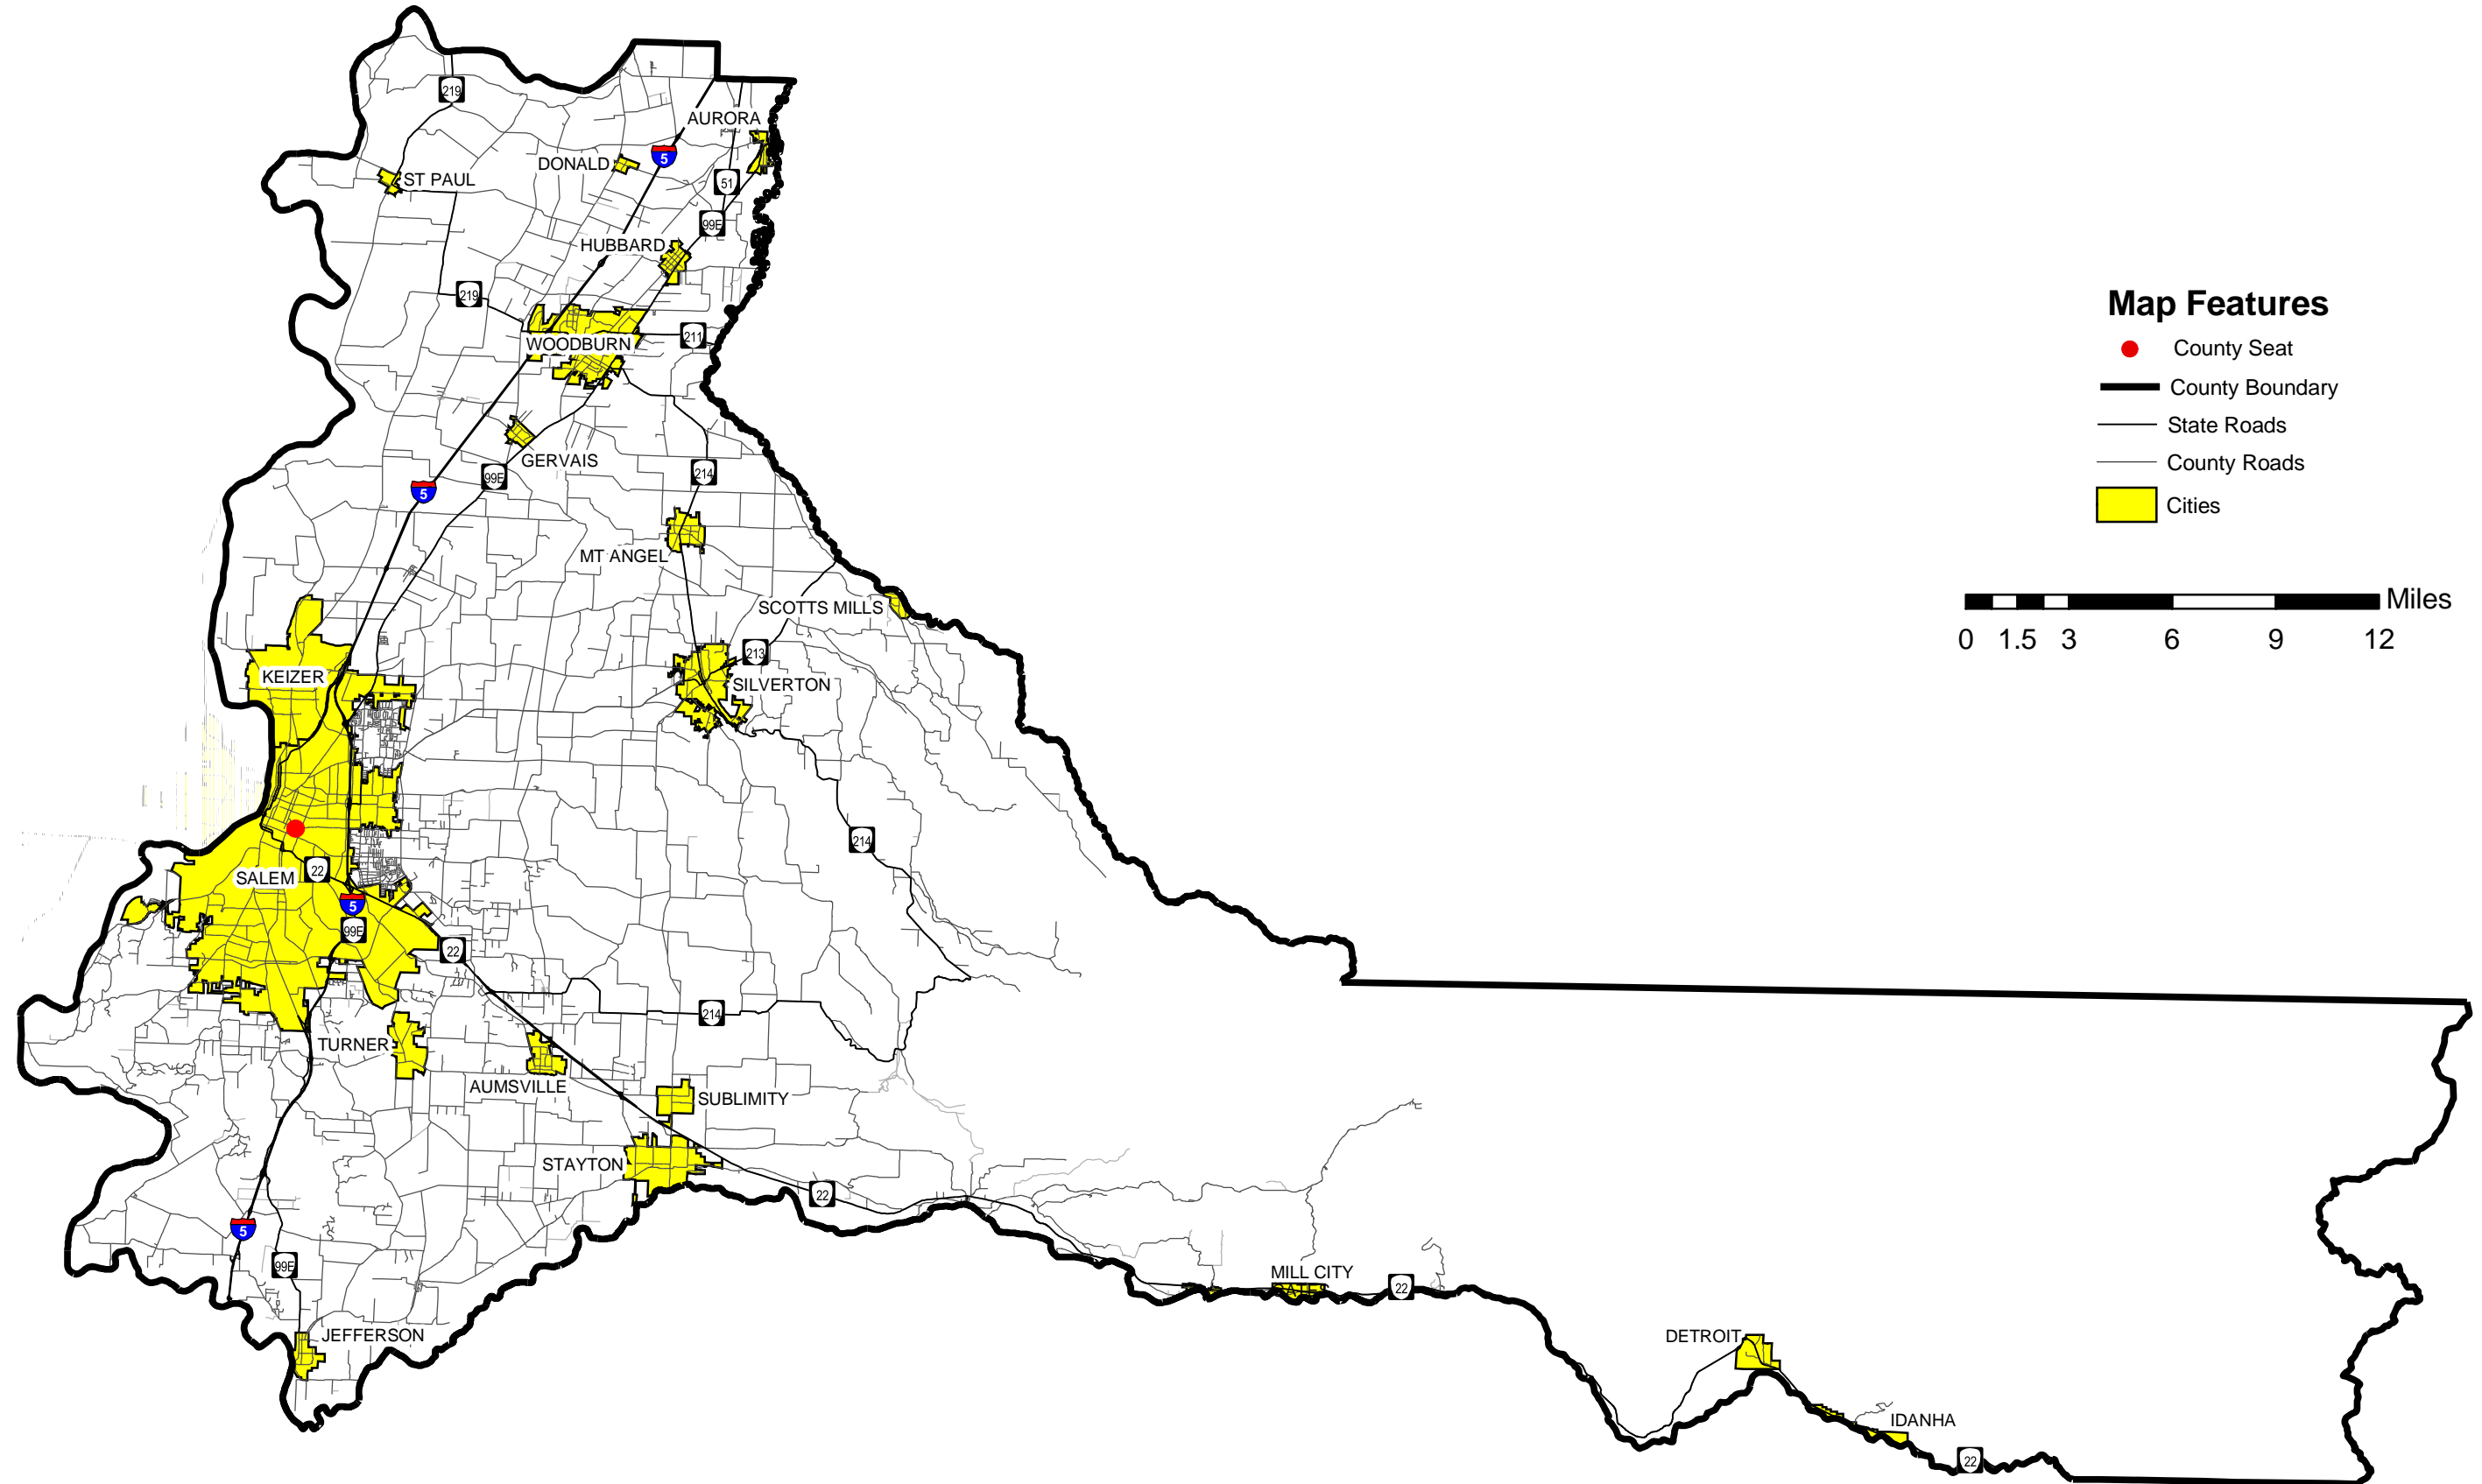 219
AURORA
DONALD
5
ST PAUL
51
99E
HUBBARD
219
211
WOODBURN
GERVAIS
214
99E
5
MT ANGEL
SCOTTS MILLS
213
KEIZER
SILVERTON
214
SALEM
22
5
99E
22
214
TURNER
AUMSVILLE
SUBLIMITY
STAYTON
22
5
99E
MILL CITY
22
JEFFERSON
DETROIT
IDANHA
22
Map Features
County Seat
County Boundary
State Roads
County Roads
Cities
Miles
0 1.5 3 6 9 12